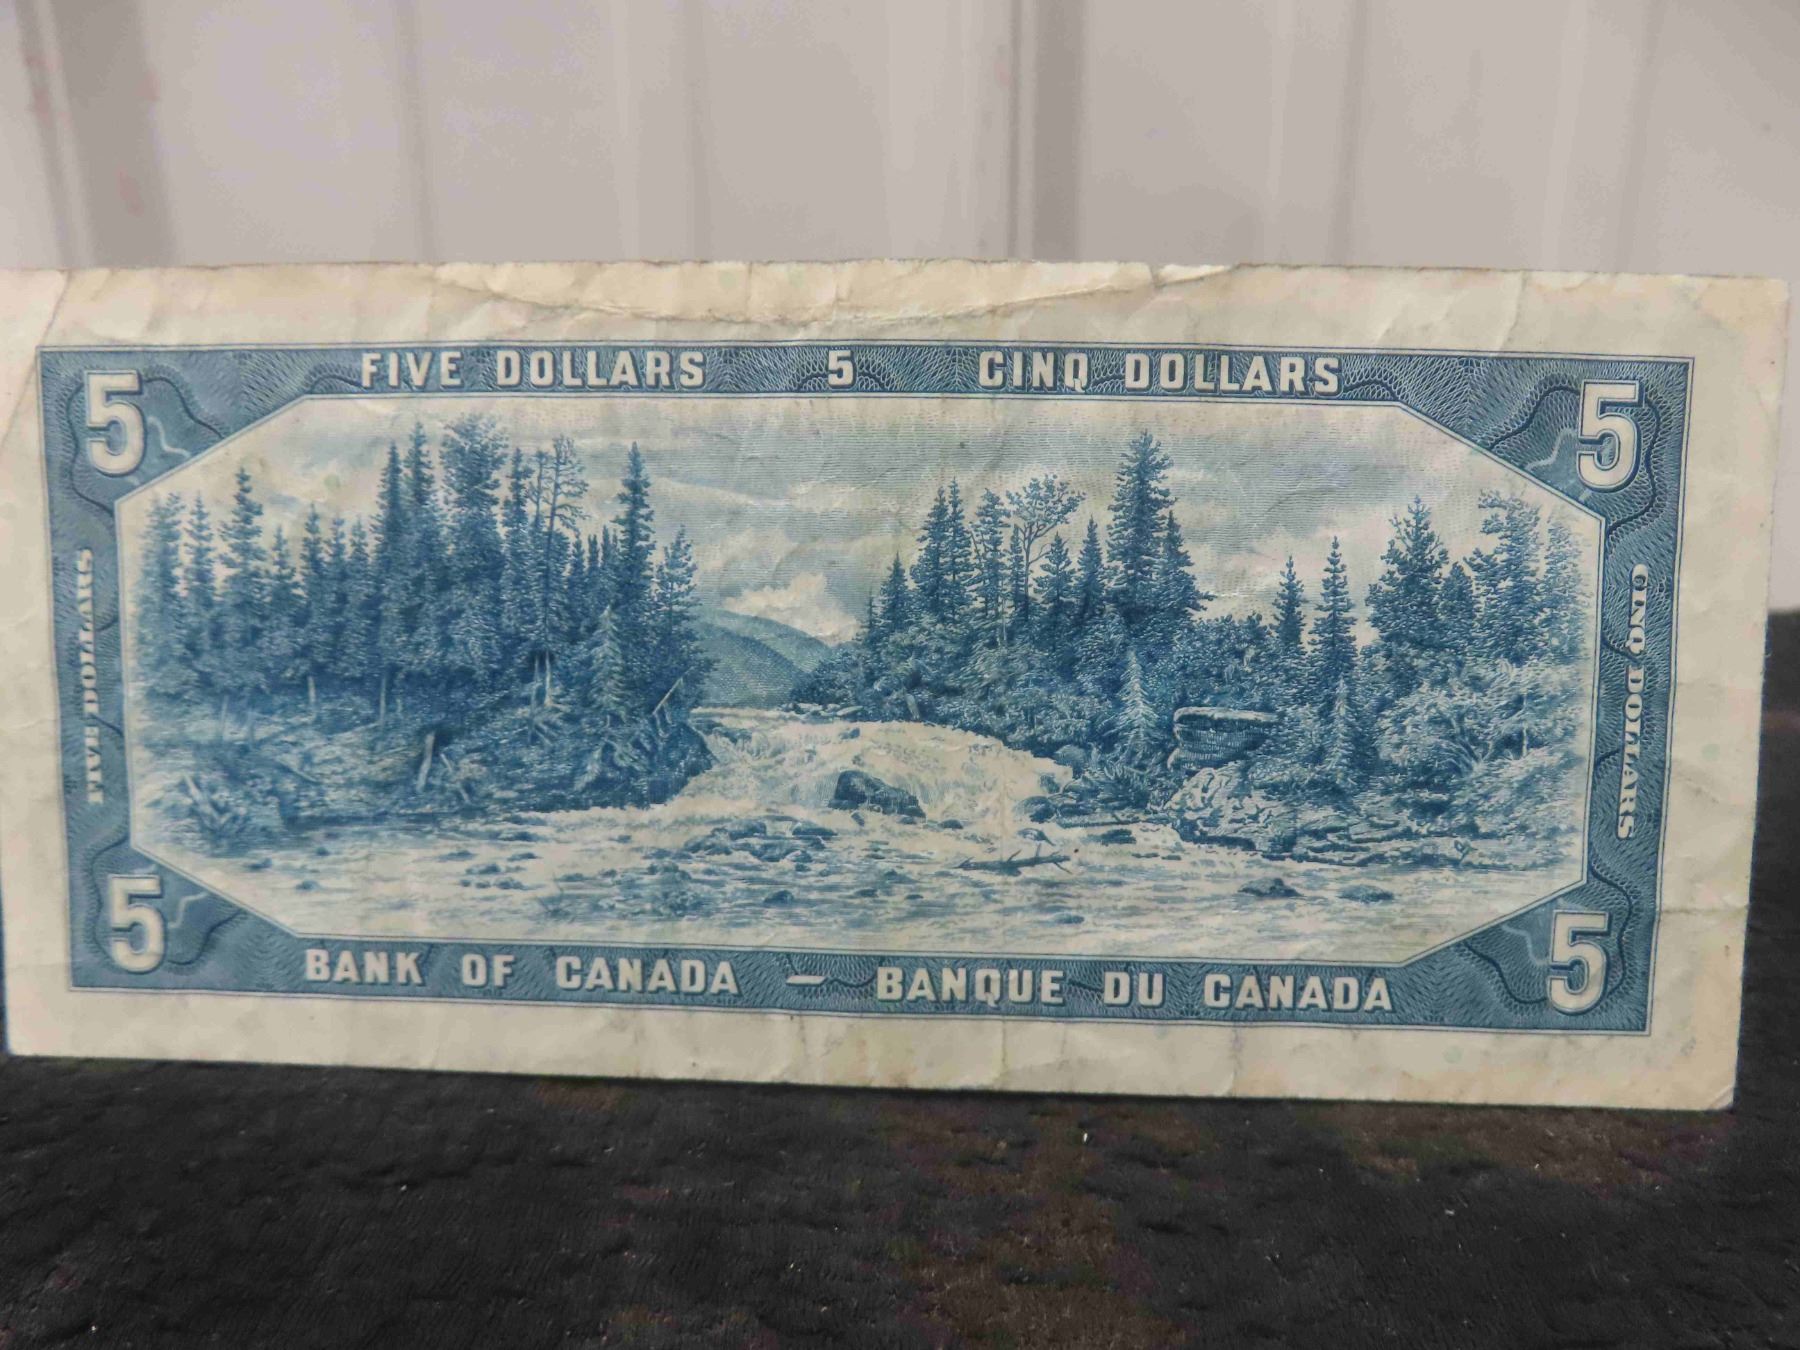 FIVE DOLLARS 5 CINQ DOLLARS
5 5
FIVE DOLLARS
CINQ DOLLARS
5 5
BANK OF CANADA – BANQUE DU CANADA